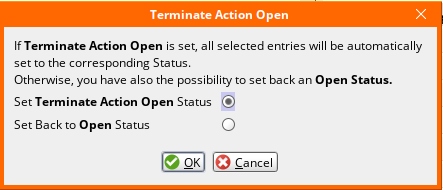 Terminate Action Open
If Terminate Action Open is set, all selected entries will be automatically
set to the corresponding Status.
Otherwise, you have also the possibility to set back an Open Status.
Set Terminate Action Open Status
Set Back to Open Status
OK Cancel